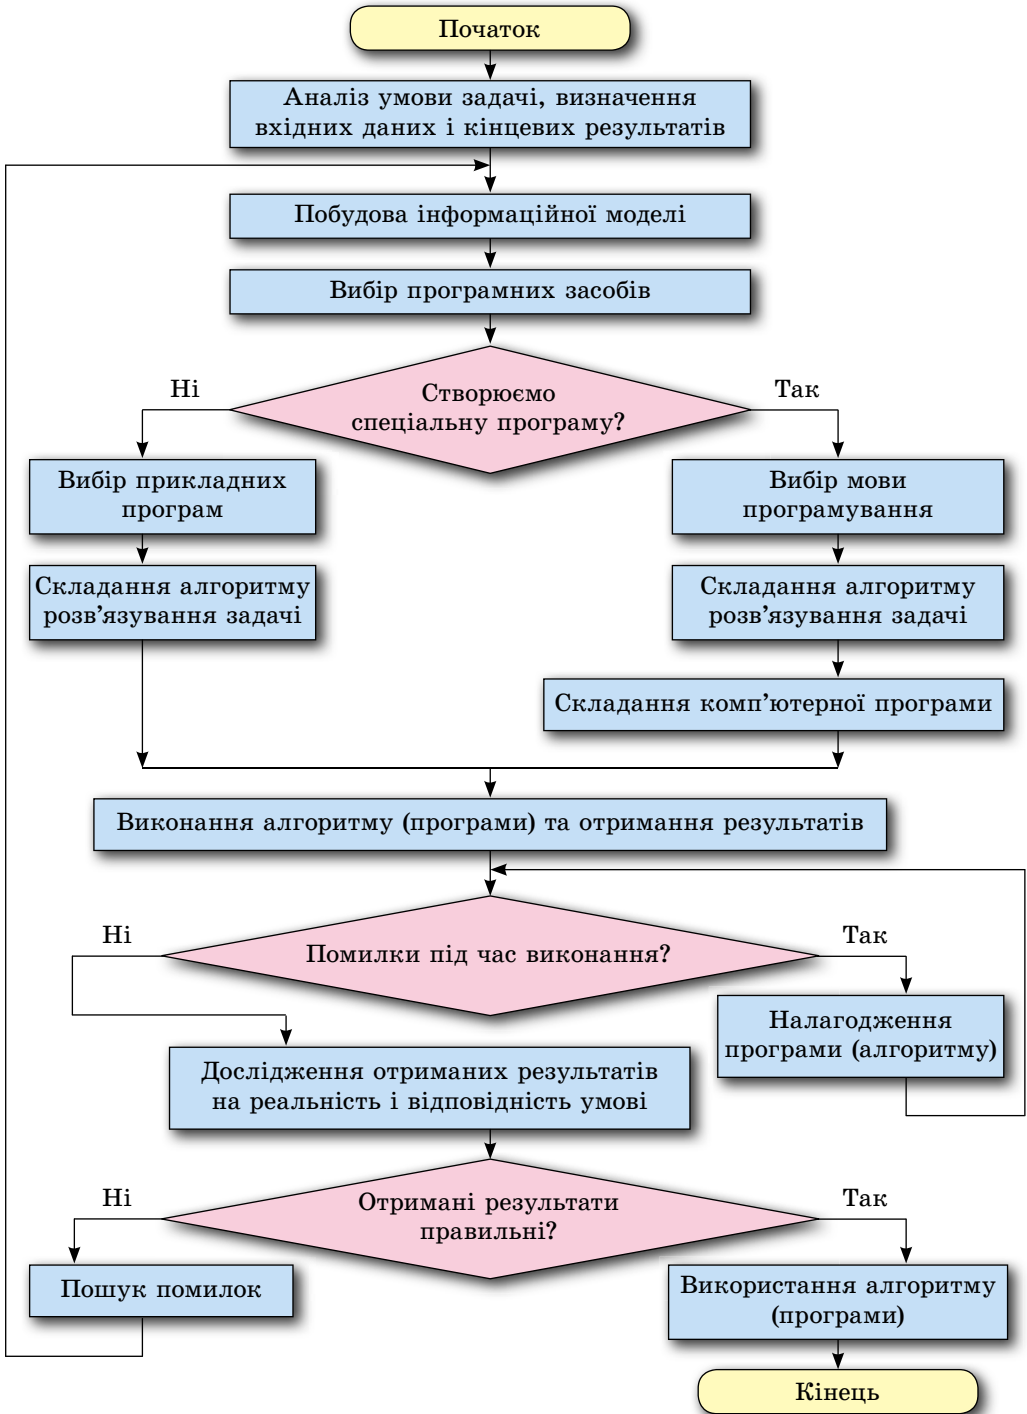 Початок
Аналіз умови задачі, визначення
вхідних даних і кінцевих результатів
Побудова інформаційної моделі
Вибір програмних засобів
Створюємо
спеціальну програму?
Ні
Так
Вибір прикладних
програм
Вибір мови
програмування
Складання алгоритму
розв'язування задачі
Складання алгоритму
розв'язування задачі
Складання комп'ютерної програми
Виконання алгоритму (програми) та отримання результатів
Помилки під час виконання?
Ні
Так
Налагодження
програми (алгоритму)
Дослідження отриманих результатів
на реальність і відповідність умові
Отримані результати
правильні?
Ні
Так
Пошук помилок
Використання алгоритму
(програми)
Кінець